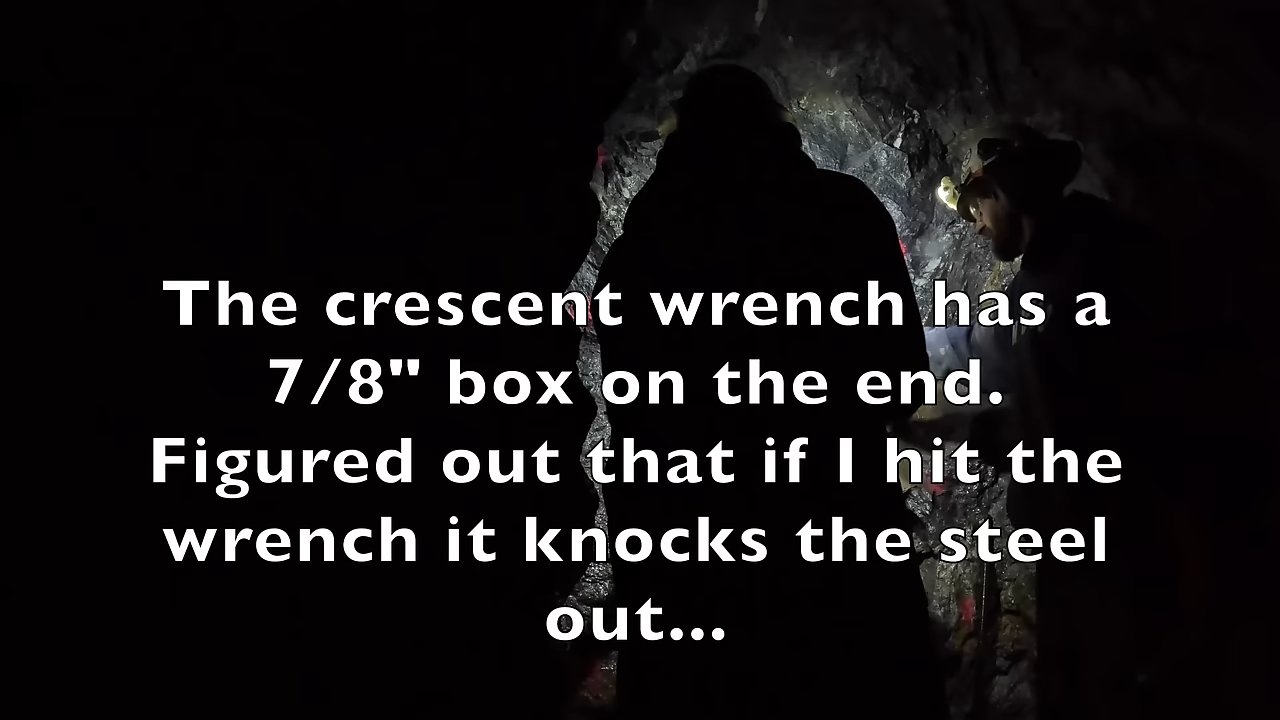 The crescent wrench has a
7/8" box on the end.
Figured out that if I hit the
wrench it knocks the steel
out...